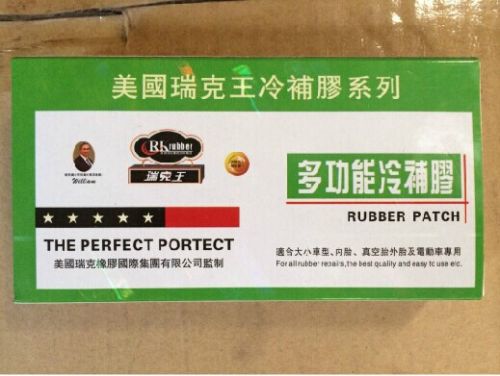 美國瑞克王冷補膠系列
Rk rubber
瑞克王
William
多功能冷補膠
RUBBER PATCH
THE PERFECT PORTECT
美國瑞克橡膠國際集團有限公司監制
適合大小車型、内胎、真空胎外胎及電動車專用
For all rubber repairs,the best quality and easy to use etc.